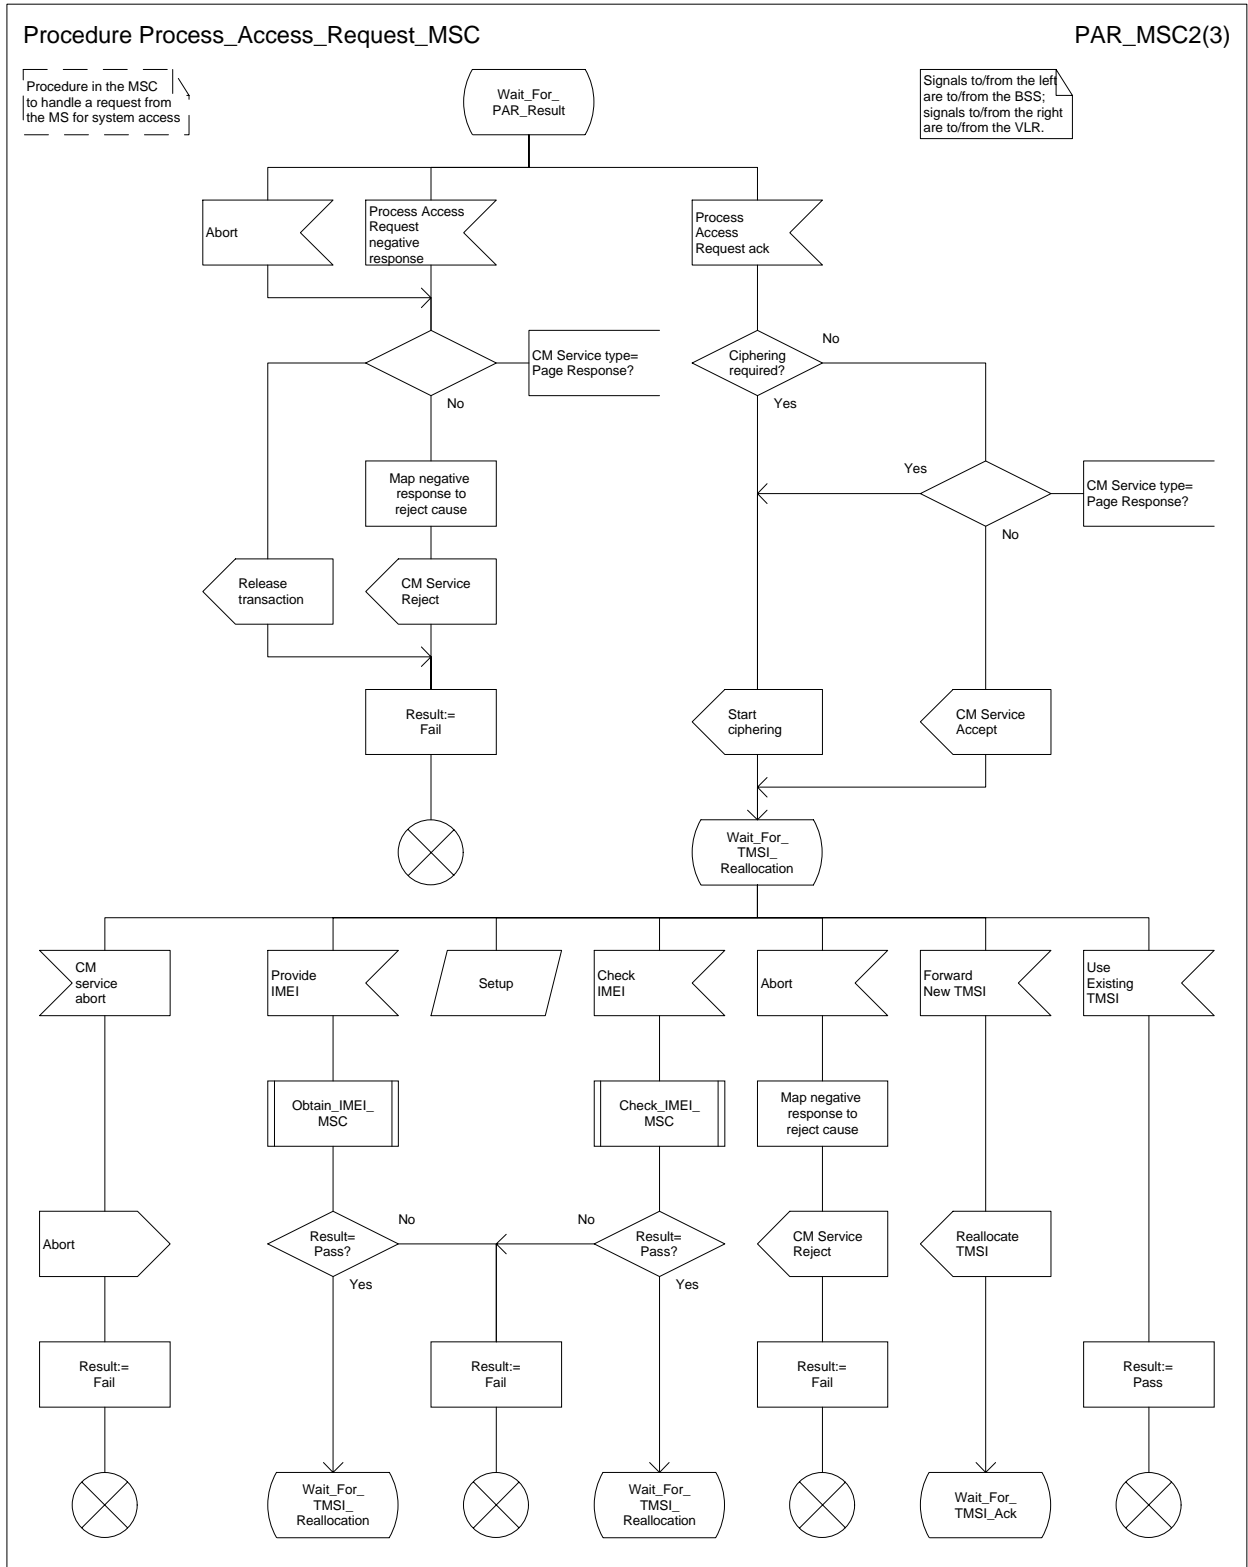 Procedure Process_Access_Request_MSC
PAR_MSC2(3)
Procedure in the MSC
to handle a request from
the MS for system access
Wait_For_
PAR_Result
Signals to/from the left
are to/from the BSS;
signals to/from the right
are to/from the VLR.
Abort
Process Access
Request
negative
response
Process
Access
Request ack
CM Service type=
Page Response?
No
Ciphering
required?
No
Yes
Map negative
response to
reject cause
Yes
CM Service type=
Page Response?
No
Release
transaction
CM Service
Reject
Result:=
Fail
Start
ciphering
CM Service
Accept
Wait_For_
TMSI_
Reallocation
CM
service
abort
Provide
IMEI
Setup
Check
IMEI
Abort
Forward
New TMSI
Use
Existing
TMSI
Obtain_IMEI_
MSC
Check_IMEI_
MSC
Map negative
response to
reject cause
Abort
Result=
Pass?
No
Yes
No
Result=
Pass?
Yes
CM Service
Reject
Reallocate
TMSI
Result:=
Fail
Result:=
Fail
Result:=
Fail
Result:=
Pass
Wait_For_
TMSI_
Reallocation
Wait_For_
TMSI_
Reallocation
Wait_For_
TMSI_Ack